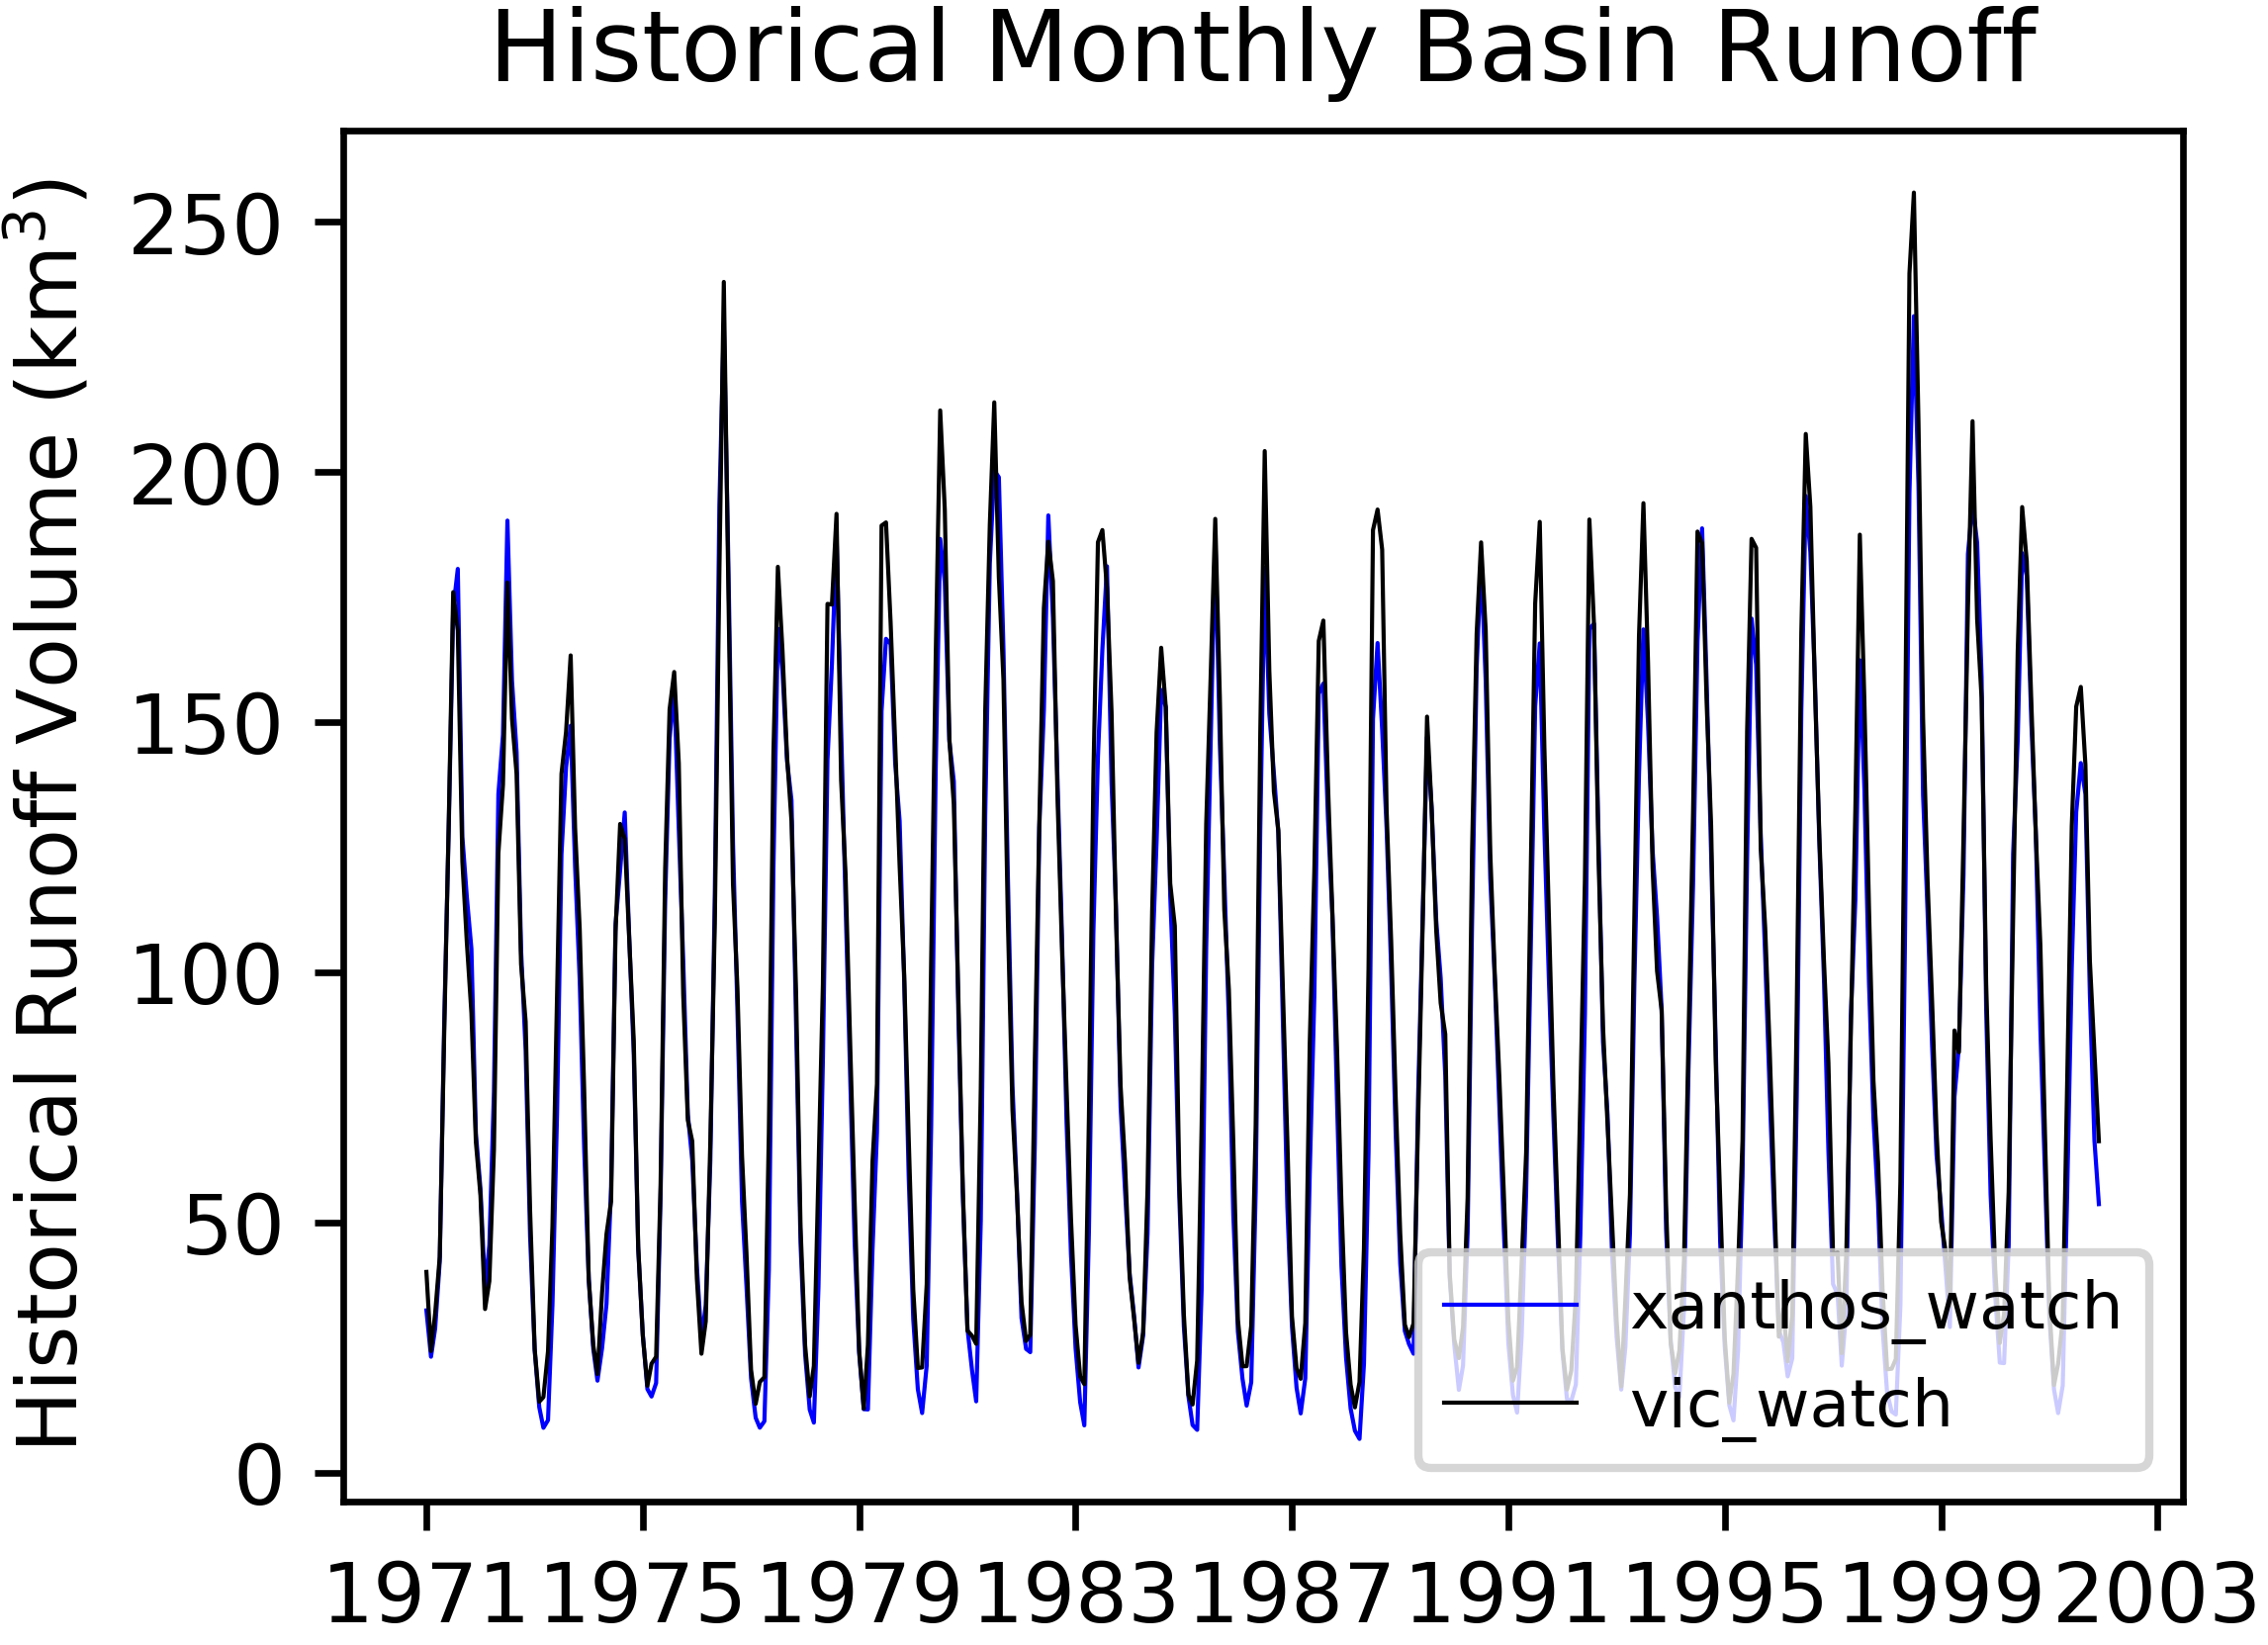 Historical Monthly Basin Runoff
Historical Runoff Volume (km³)
250
200
150
100
50
0
xanthos_watch
vic_watch
1971 1975 1979 1983 1987 1991 1995 1999 2003